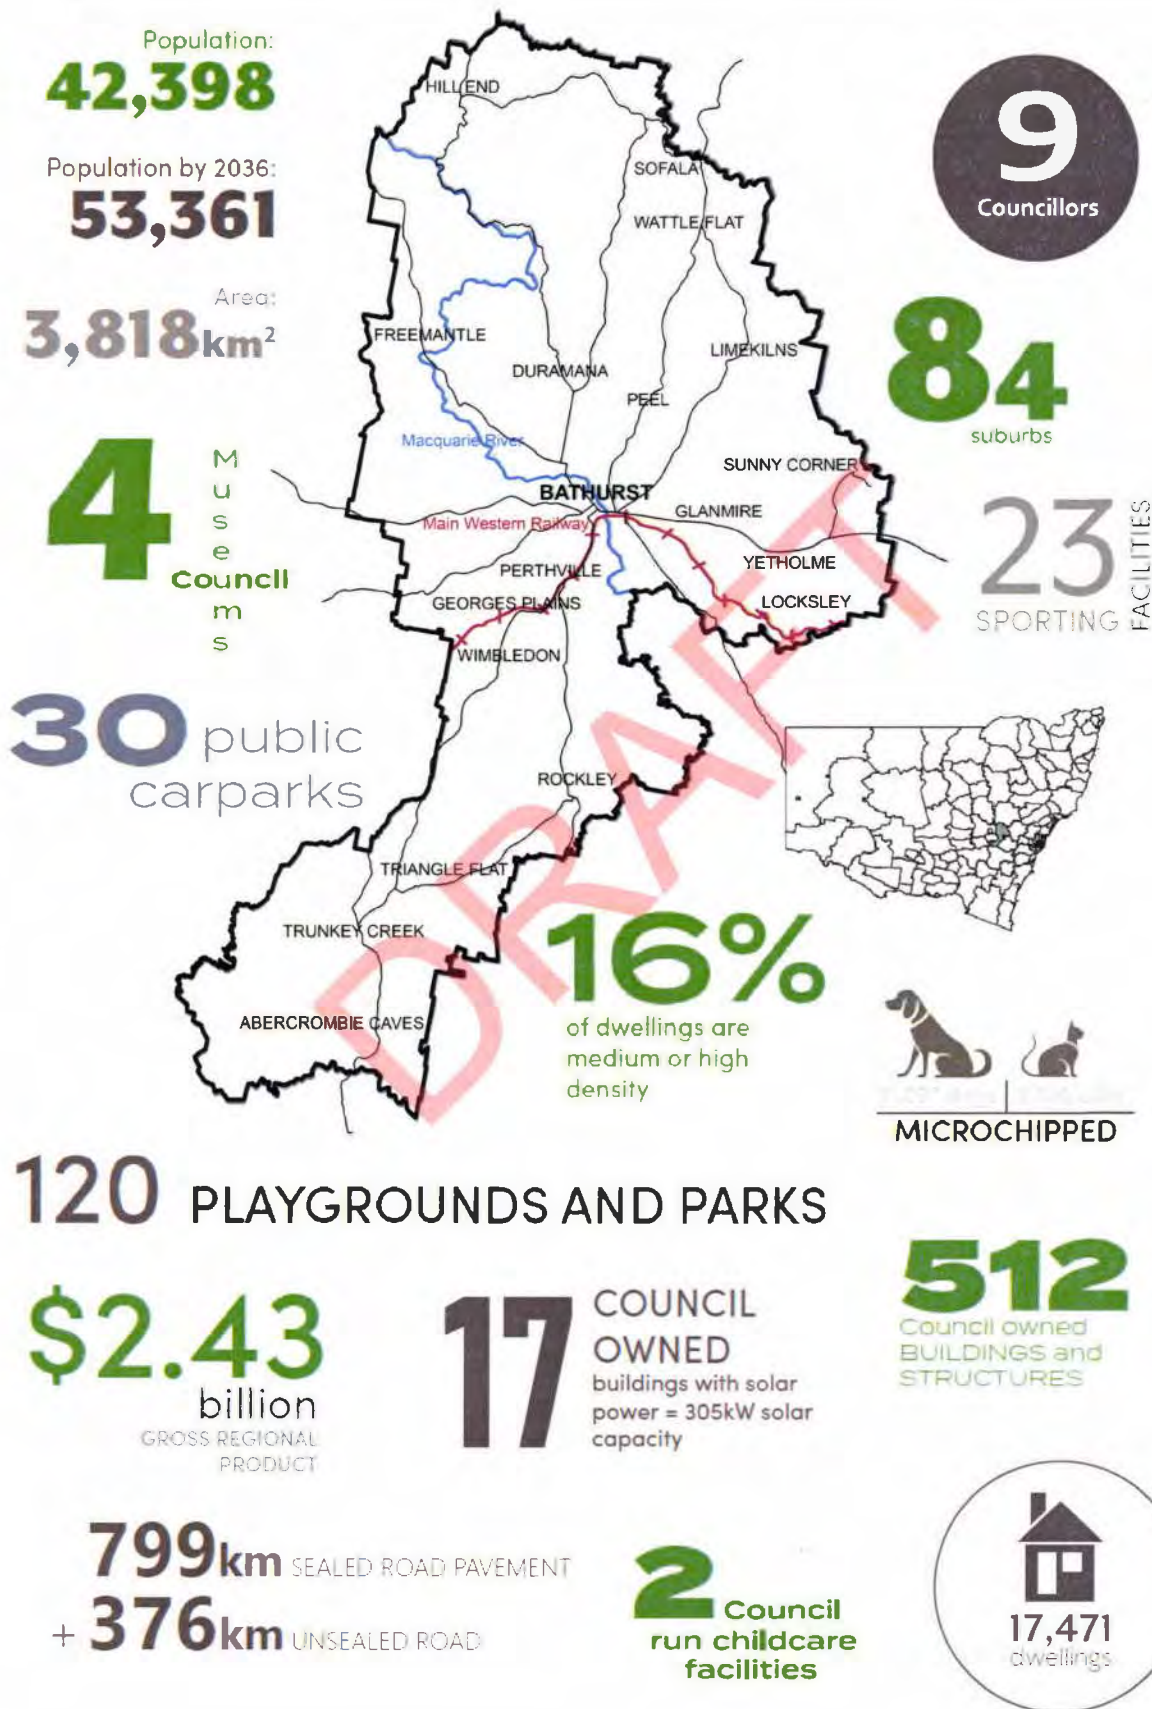 Population:
42,398
Population by 2036:
53,361
Area:
3,818km²
4 Council
Museums
30 public
carparks
HILL END
SOFALA
WATTLE FLAT
FREEMANTLE
LIMEKILNS
DURAMANA
PEEL
Macquarie River
SUNNY CORNER
BATHURST
GLANMIRE
Main Western Railway
YETHOLME
PERTHVILLE
LOCKSLEY
GEORGES PLAINS
WIMBLEDON
ROCKLEY
TRIANGLE FLAT
TRUNKEY CREEK
ABERCROMBIE CAVES
DRAFT
9
Councillors
84
suburbs
23
SPORTING
FACILITIES
16%
of dwellings are
medium or high
density
MICROCHIPPED
120 PLAYGROUNDS AND PARKS
$2.43
billion
GROSS REGIONAL
PRODUCT
17
COUNCIL
OWNED
buildings with solar
power = 305kW solar
capacity
512
Council owned
BUILDINGS and
STRUCTURES
799km SEALED ROAD PAVEMENT
+ 376km UNSEALED ROAD
2 Council
run childcare
facilities
17,471
dwellings